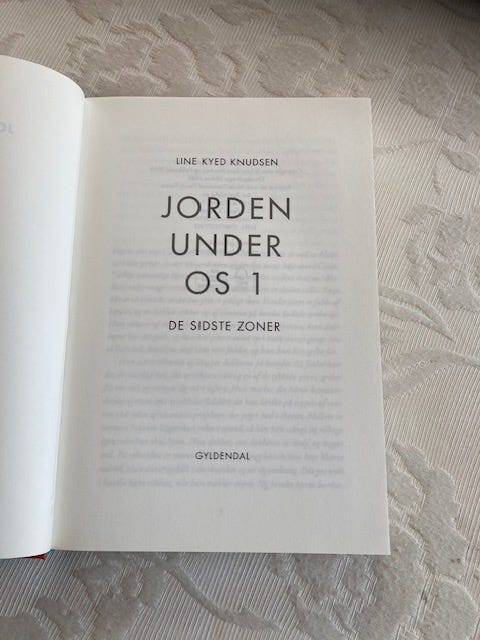 LINE KYED KNUDSEN
JORDEN
UNDER
OS 1
DE SIDSTE ZONER
GYLDENDAL